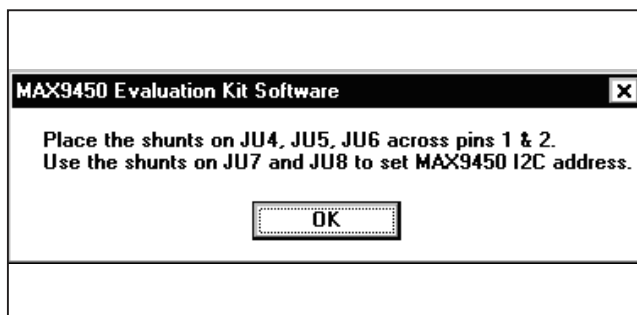 MAX9450 Evaluation Kit Software
Place the shunts on JU4, JU5, JU6 across pins 1 & 2.
Use the shunts on JU7 and JU8 to set MAX9450 I2C address.
OK